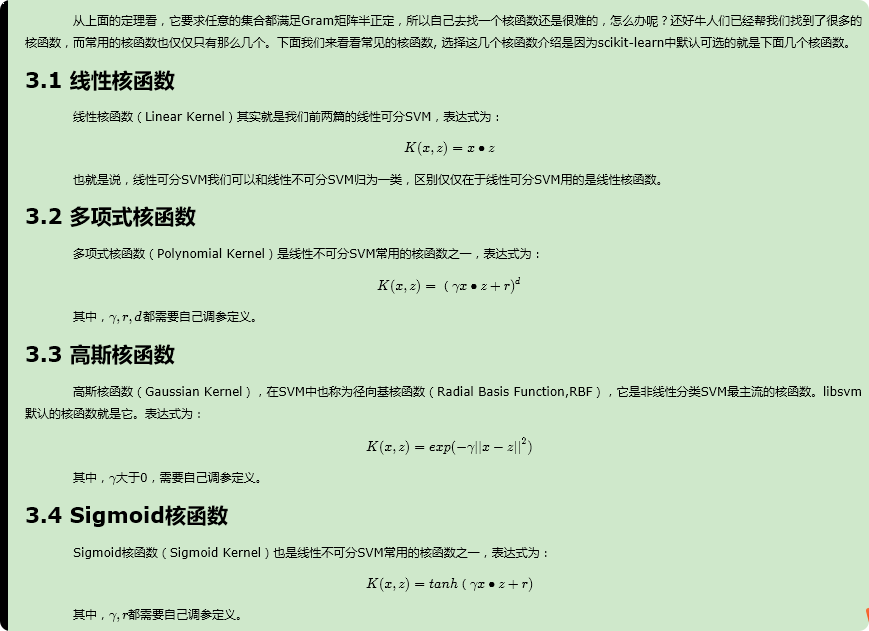 从上面的定理看，它要求任意的集合都满足Gram矩阵半正定，所以自己去找一个核函数还是很难的，怎么办呢？还好牛人们已经帮我们找到了很多的
核函数，而常用的核函数也仅仅只有那么几个。下面我们来看看常见的核函数, 选择这几个核函数介绍是因为scikit-learn中默认可选的就是下面几个核函数。
3.1 线性核函数
线性核函数（Linear Kernel）其实就是我们前两篇的线性可分SVM，表达式为：
K(x, z) = x • z
也就是说，线性可分SVM我们可以和线性不可分SVM归为一类，区别仅仅在于线性可分SVM用的是线性核函数。
3.2 多项式核函数
多项式核函数（Polynomial Kernel）是线性不可分SVM常用的核函数之一，表达式为：
K(x, z) =（γx • z + r)^d
其中，γ, r, d都需要自己调参定义。
3.3 高斯核函数
高斯核函数（Gaussian Kernel），在SVM中也称为径向基核函数（Radial Basis Function,RBF），它是非线性分类SVM最主流的核函数。libsvm
默认的核函数就是它。表达式为：
K(x, z) = exp(−γ||x − z||^2)
其中，γ大于0，需要自己调参定义。
3.4 Sigmoid核函数
Sigmoid核函数（Sigmoid Kernel）也是线性不可分SVM常用的核函数之一，表达式为：
K(x, z) = tanh（γx • z + r)
其中，γ, r都需要自己调参定义。